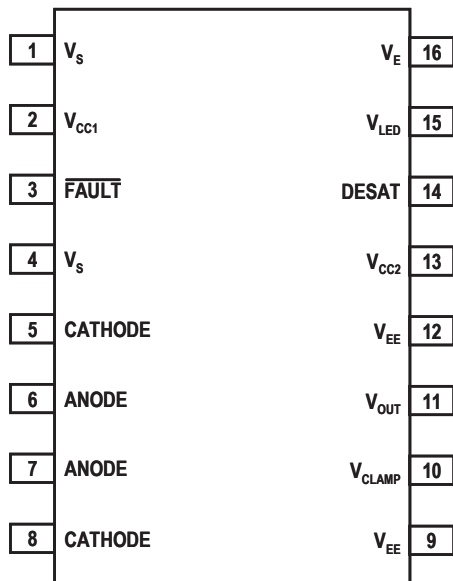 1 V_S V_E 16
2 V_CC1 V_LED 15
3 FAULT DESAT 14
4 V_S V_CC2 13
5 CATHODE V_EE 12
6 ANODE V_OUT 11
7 ANODE V_CLAMP 10
8 CATHODE V_EE 9